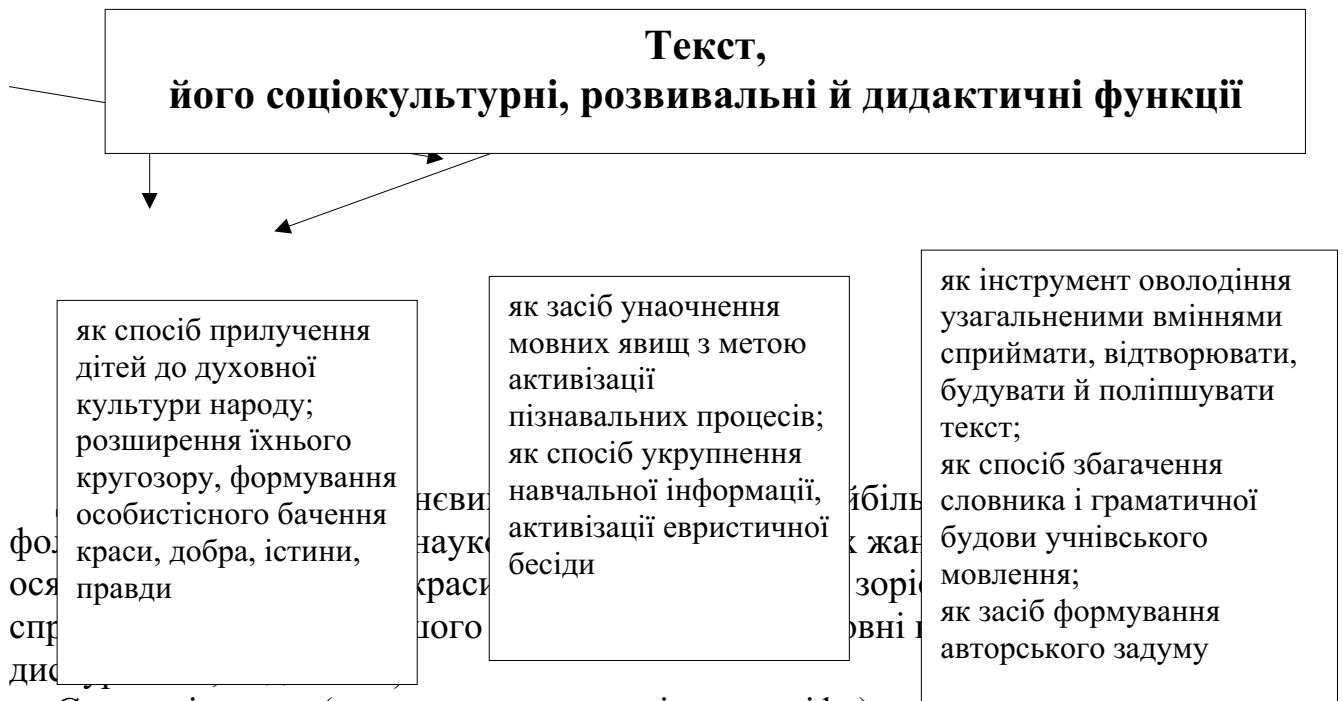 Текст,
його соціокультурні, розвивальні й дидактичні функції
як спосіб прилучення
дітей до духовної
культури народу;
розширення їхнього
кругозору, формування
особистісного бачення
краси, добра, істини,
правди
як засіб унаочнення
мовних явищ з метою
активізації
пізнавальних процесів;
як спосіб укрупнення
навчальної інформації,
активізації евристичної
бесіди
як інструмент оволодіння
узагальненими вміннями
сприймати, відтворювати,
будувати й поліпшувати
текст;
як спосіб збагачення
словника і граматичної
будови учнівського
мовлення;
як засіб формування
авторського задуму